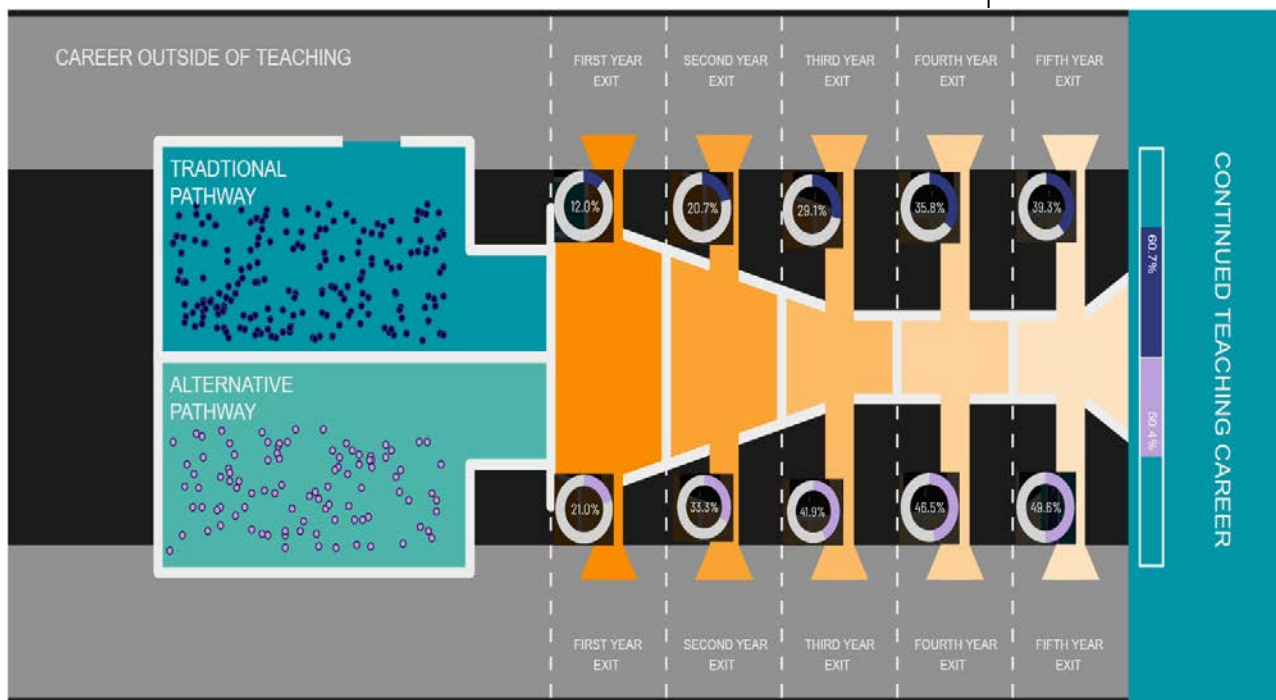 CAREER OUTSIDE OF TEACHING
FIRST YEAR
EXIT
SECOND YEAR
EXIT
THIRD YEAR
EXIT
FOURTH YEAR
EXIT
FIFTH YEAR
EXIT
TRADTIONAL
PATHWAY
12.0%
20.7%
29.1%
35.8%
39.3%
60.7%
CONTINUED TEACHING CAREER
ALTERNATIVE
PATHWAY
50.4%
21.0%
33.3%
41.9%
46.5%
49.6%
FIRST YEAR
EXIT
SECOND YEAR
EXIT
THIRD YEAR
EXIT
FOURTH YEAR
EXIT
FIFTH YEAR
EXIT